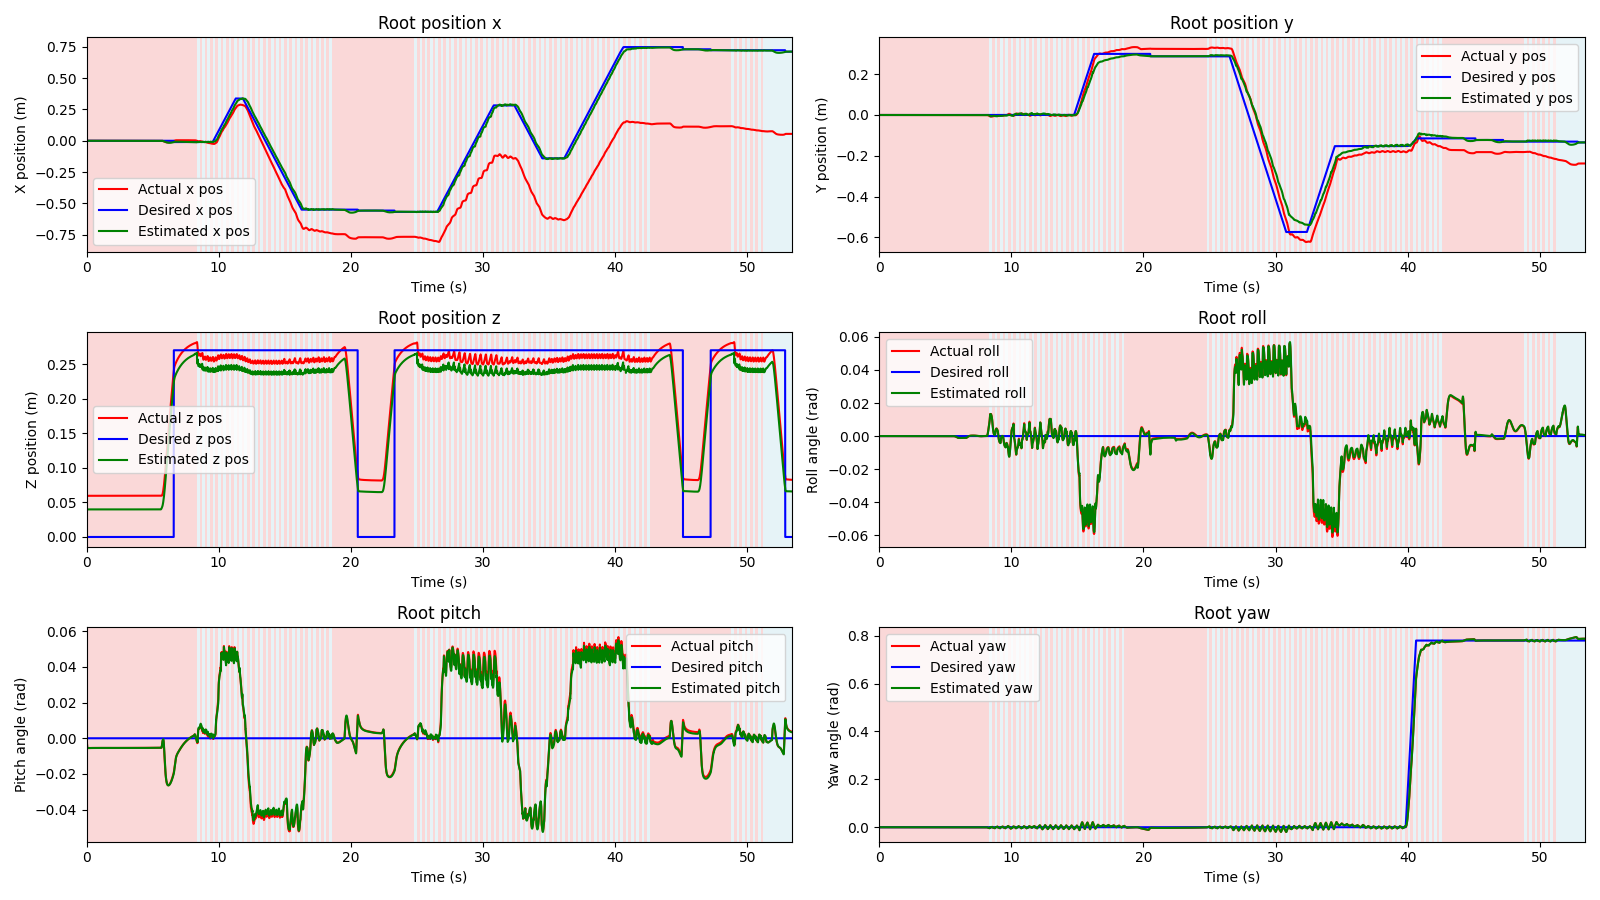 Root position x
X position (m)
0.75
0.50
0.25
0.00
−0.25
−0.50
−0.75
Actual x pos
Desired x pos
Estimated x pos
0 10 20 30 40 50
Time (s)
Root position y
Y position (m)
0.2
0.0
−0.2
−0.4
−0.6
Actual y pos
Desired y pos
Estimated y pos
0 10 20 30 40 50
Time (s)
Root position z
Z position (m)
0.25
0.20
0.15
0.10
0.05
0.00
Actual z pos
Desired z pos
Estimated z pos
0 10 20 30 40 50
Time (s)
Root roll
Roll angle (rad)
0.06
0.04
0.02
0.00
−0.02
−0.04
−0.06
Actual roll
Desired roll
Estimated roll
0 10 20 30 40 50
Time (s)
Root pitch
Pitch angle (rad)
0.06
0.04
0.02
0.00
−0.02
−0.04
Actual pitch
Desired pitch
Estimated pitch
0 10 20 30 40 50
Time (s)
Root yaw
Yaw angle (rad)
0.8
0.6
0.4
0.2
0.0
Actual yaw
Desired yaw
Estimated yaw
0 10 20 30 40 50
Time (s)